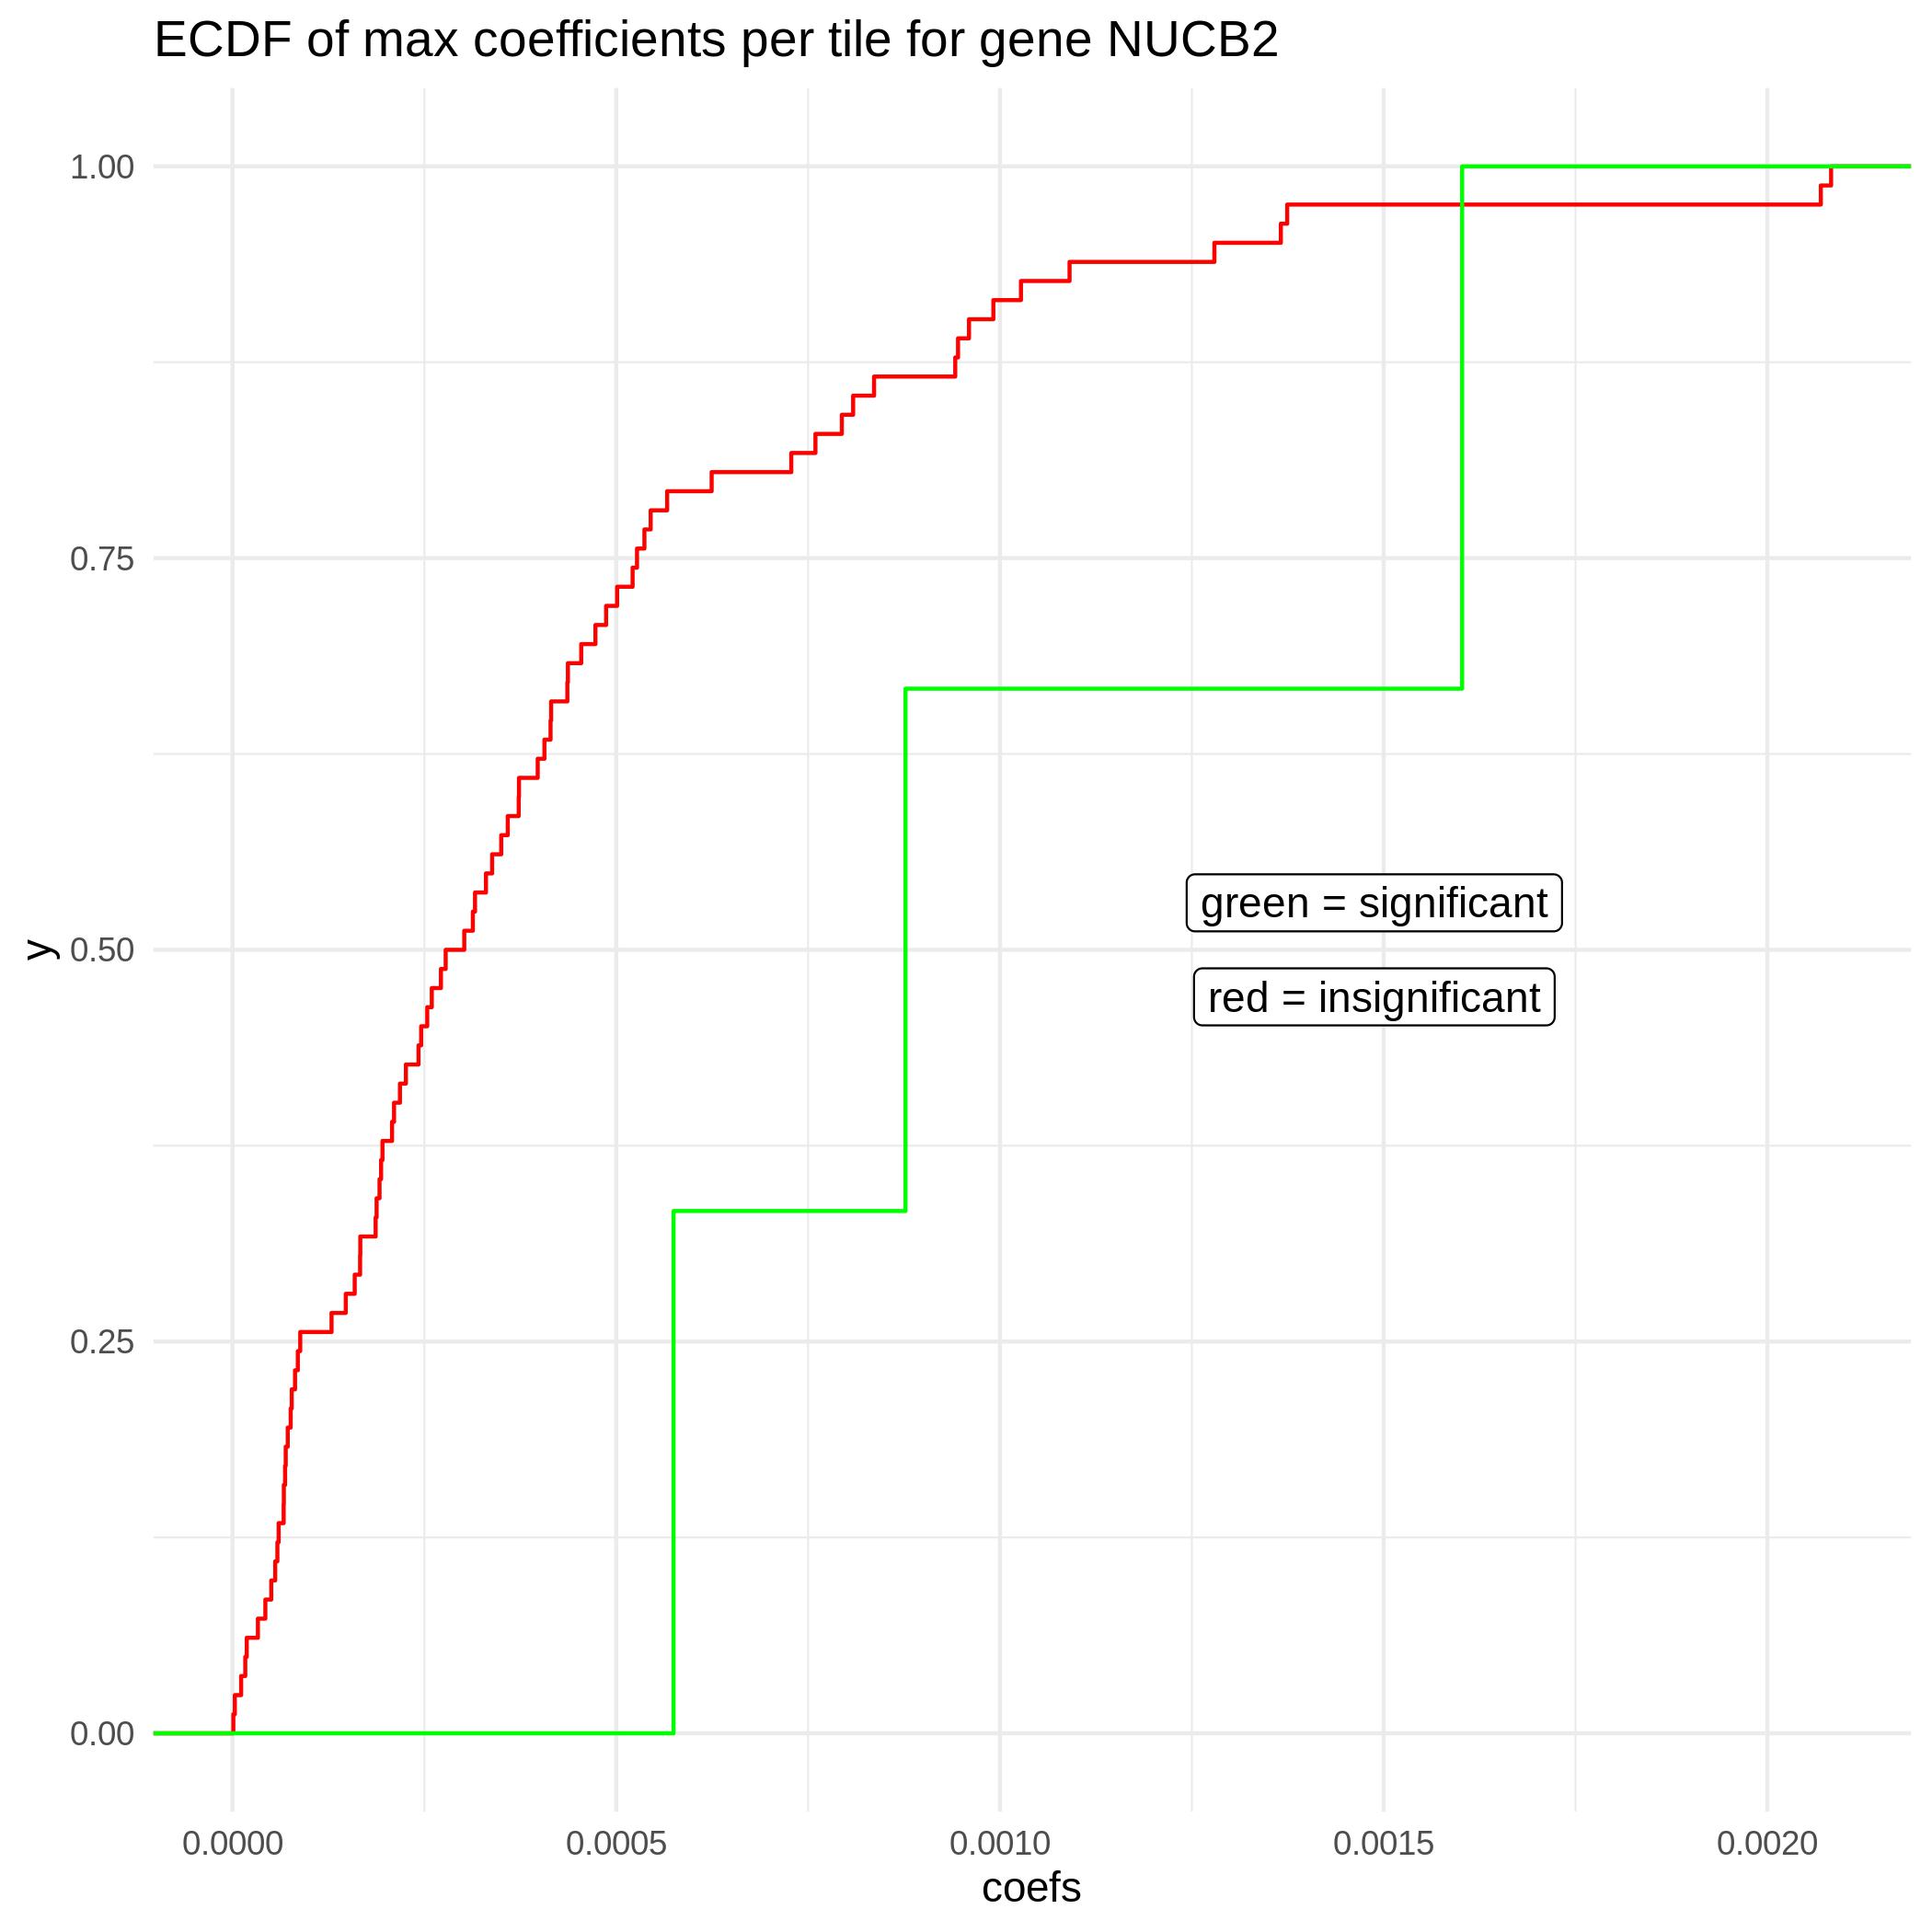 ECDF of max coefficients per tile for gene NUCB2
1.00
0.75
0.50
0.25
0.00
y
green = significant
red = insignificant
0.0000 0.0005 0.0010 0.0015 0.0020
coefs